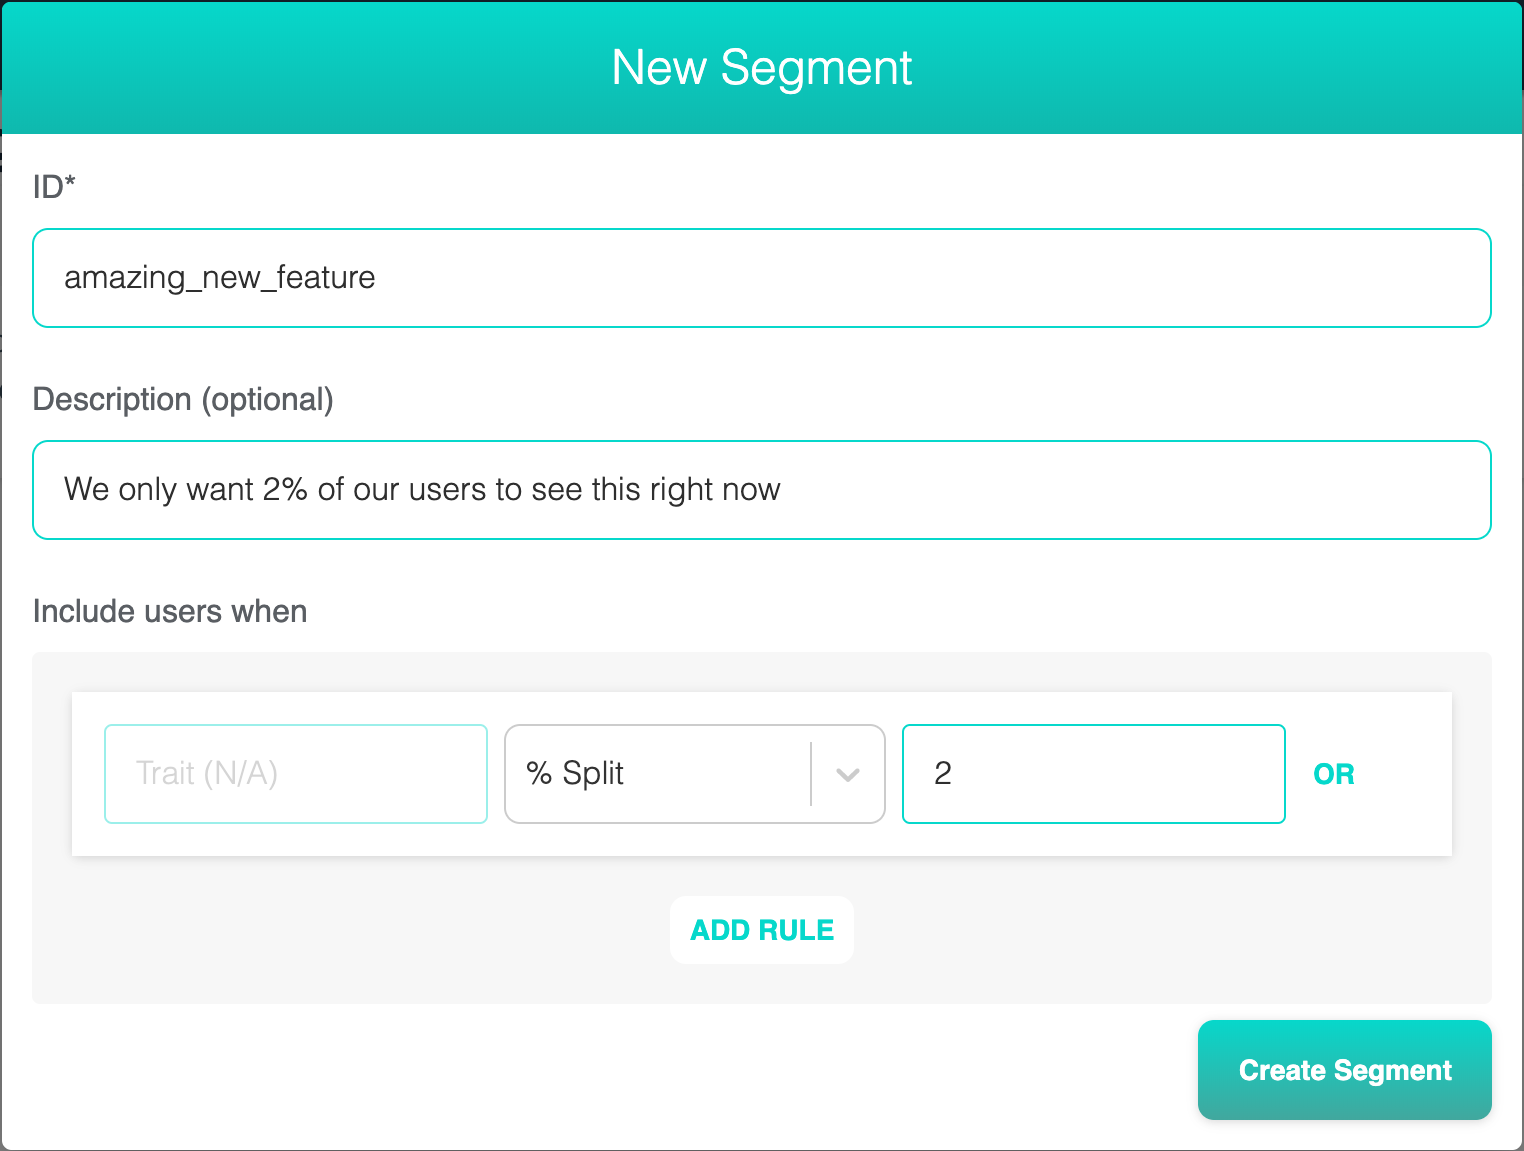 New Segment
ID*
amazing_new_feature
Description (optional)
We only want 2% of our users to see this right now
Include users when
Trait (N/A) % Split 2 OR
ADD RULE
Create Segment